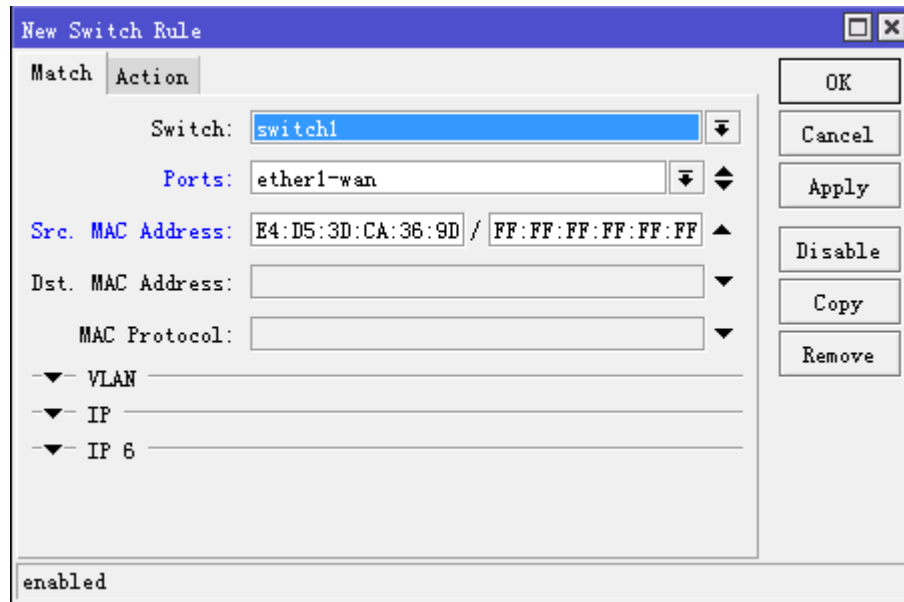 New Switch Rule
Match Action
OK
Switch: switch1
Cancel
Ports: ether1-wan
Apply
Src. MAC Address: E4:D5:3D:CA:36:9D / FF:FF:FF:FF:FF:FF
Disable
Dst. MAC Address:
Copy
MAC Protocol:
Remove
VLAN
IP
IP 6
enabled